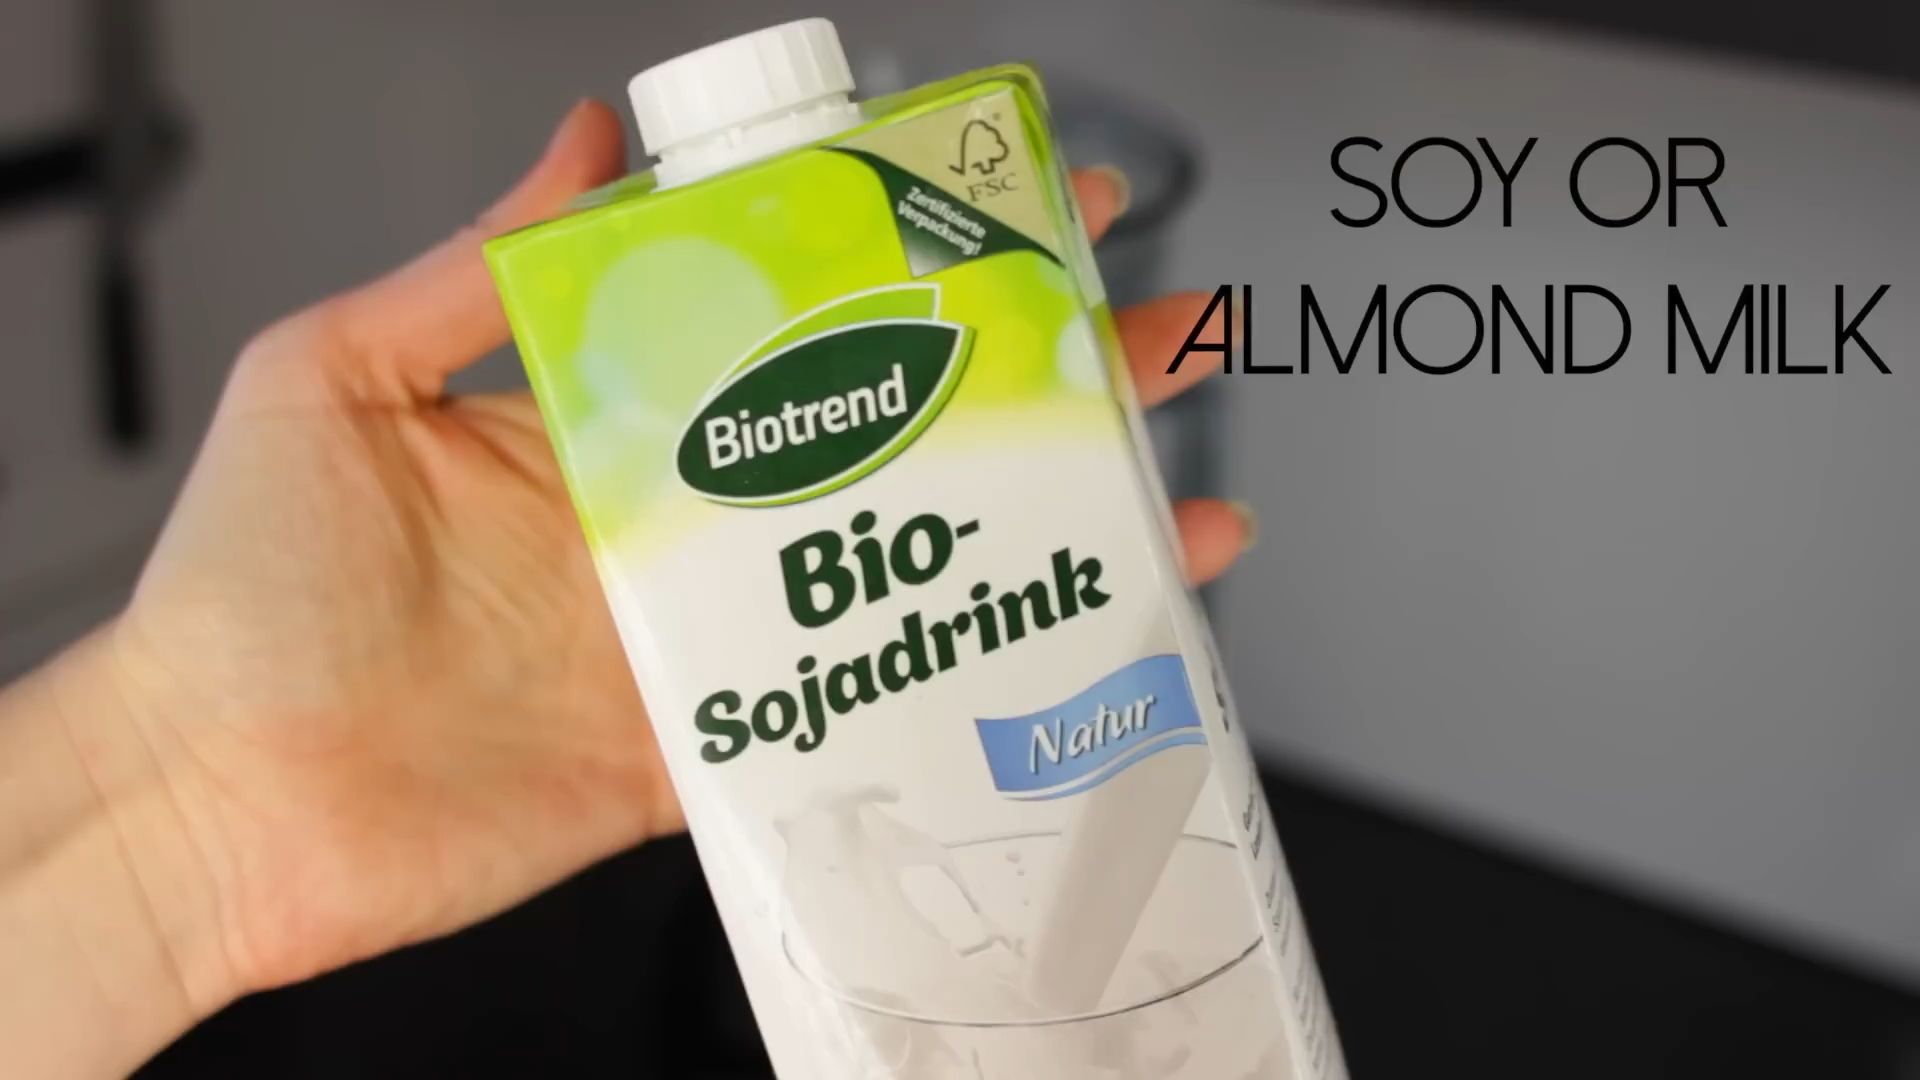 SOY OR
ALMOND MILK
FSC
Zertifizierte
Verpackung!
Biotrend
Bio-
Sojadrink
Natur